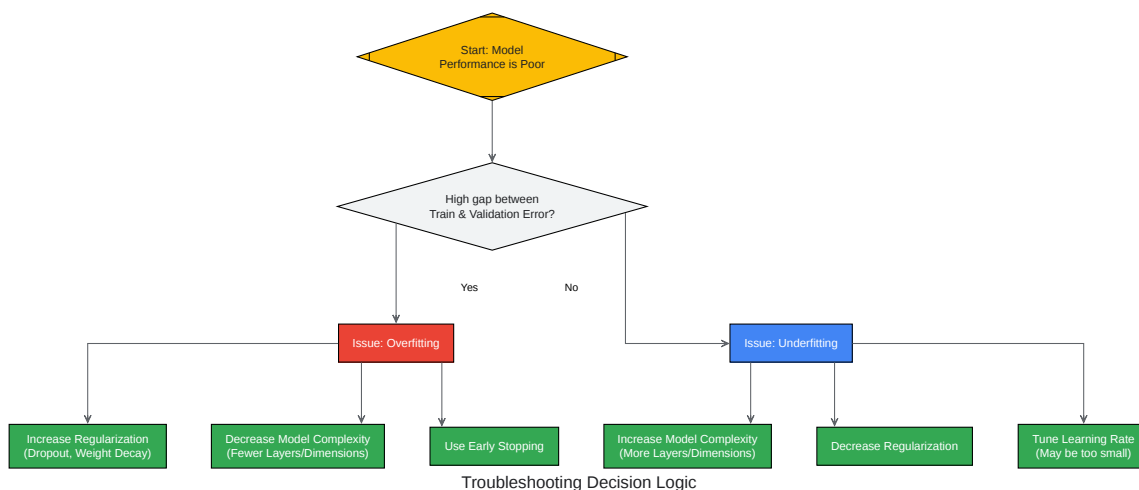 Start: Model
Performance is Poor
High gap between
Train & Validation Error?
Yes
No
Issue: Overfitting
Issue: Underfitting
Increase Regularization
(Dropout, Weight Decay)
Decrease Model Complexity
(Fewer Layers/Dimensions)
Use Early Stopping
Increase Model Complexity
(More Layers/Dimensions)
Decrease Regularization
Tune Learning Rate
(May be too small)
Troubleshooting Decision Logic